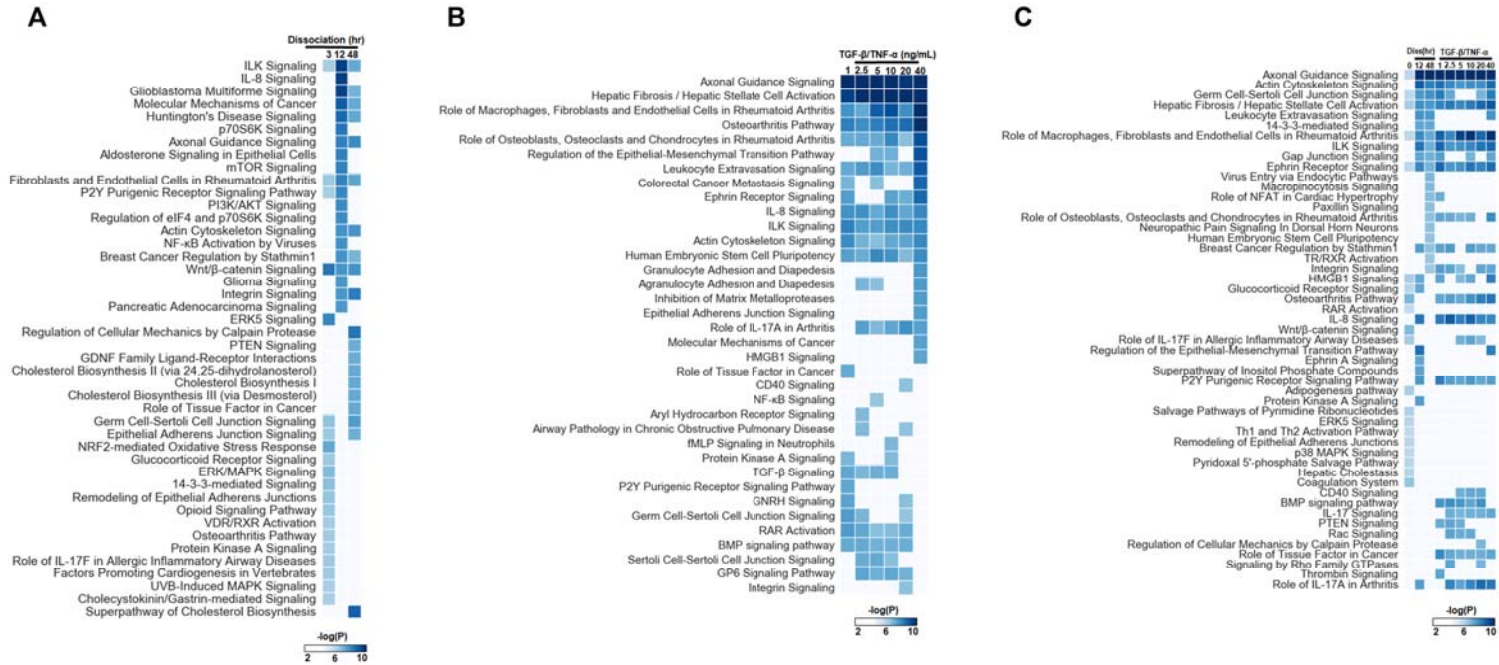 A
Dissociation (hr)
3 12 48
ILK Signaling
IL-8 Signaling
Glioblastoma Multiforme Signaling
Molecular Mechanisms of Cancer
Huntington's Disease Signaling
p70S6K Signaling
Axonal Guidance Signaling
Aldosterone Signaling in Epithelial Cells
mTOR Signaling
Fibroblasts and Endothelial Cells in Rheumatoid Arthritis
P2Y Purigenic Receptor Signaling Pathway
PI3K/AKT Signaling
Regulation of eIF4 and p70S6K Signaling
Actin Cytoskeleton Signaling
NF-κB Activation by Viruses
Breast Cancer Regulation by Stathmin1
Wnt/β-catenin Signaling
Glioma Signaling
Integrin Signaling
Pancreatic Adenocarcinoma Signaling
ERK5 Signaling
Regulation of Cellular Mechanics by Calpain Protease
PTEN Signaling
GDNF Family Ligand-Receptor Interactions
Cholesterol Biosynthesis II (via 24,25-dihydrolanosterol)
Cholesterol Biosynthesis I
Cholesterol Biosynthesis III (via Desmosterol)
Role of Tissue Factor in Cancer
Germ Cell-Sertoli Cell Junction Signaling
Epithelial Adherens Junction Signaling
NRF2-mediated Oxidative Stress Response
Glucocorticoid Receptor Signaling
ERK/MAPK Signaling
14-3-3-mediated Signaling
Remodeling of Epithelial Adherens Junctions
Opioid Signaling Pathway
VDR/RXR Activation
Osteoarthritis Pathway
Protein Kinase A Signaling
Role of IL-17F in Allergic Inflammatory Airway Diseases
Factors Promoting Cardiogenesis in Vertebrates
UVB-Induced MAPK Signaling
Cholecystokinin/Gastrin-mediated Signaling
Superpathway of Cholesterol Biosynthesis
-log(P)
2 6 10
B
TGF-β/TNF-α (ng/mL)
1 2.5 5 10 20 40
Axonal Guidance Signaling
Hepatic Fibrosis / Hepatic Stellate Cell Activation
Role of Macrophages, Fibroblasts and Endothelial Cells in Rheumatoid Arthritis
Osteoarthritis Pathway
Role of Osteoblasts, Osteoclasts and Chondrocytes in Rheumatoid Arthritis
Regulation of the Epithelial-Mesenchymal Transition Pathway
Leukocyte Extravasation Signaling
Colorectal Cancer Metastasis Signaling
Ephrin Receptor Signaling
IL-8 Signaling
ILK Signaling
Actin Cytoskeleton Signaling
Human Embryonic Stem Cell Pluripotency
Granulocyte Adhesion and Diapedesis
Agranulocyte Adhesion and Diapedesis
Inhibition of Matrix Metalloproteases
Epithelial Adherens Junction Signaling
Role of IL-17A in Arthritis
Molecular Mechanisms of Cancer
HMGB1 Signaling
Role of Tissue Factor in Cancer
CD40 Signaling
NF-κB Signaling
Aryl Hydrocarbon Receptor Signaling
Airway Pathology in Chronic Obstructive Pulmonary Disease
fMLP Signaling in Neutrophils
Protein Kinase A Signaling
TGF-β Signaling
P2Y Purigenic Receptor Signaling Pathway
GNRH Signaling
Germ Cell-Sertoli Cell Junction Signaling
RAR Activation
BMP signaling pathway
Sertoli Cell-Sertoli Cell Junction Signaling
GP6 Signaling Pathway
Integrin Signaling
-log(P)
2 6 10
C
Diss(hr) TGF-β/TNF-α
0 12 48 1 2.5 5 10 20 40
Axonal Guidance Signaling
Actin Cytoskeleton Signaling
Germ Cell-Sertoli Cell Junction Signaling
Hepatic Fibrosis / Hepatic Stellate Cell Activation
Leukocyte Extravasation Signaling
14-3-3-mediated Signaling
Role of Macrophages, Fibroblasts and Endothelial Cells in Rheumatoid Arthritis
ILK Signaling
Gap Junction Signaling
Ephrin Receptor Signaling
Virus Entry via Endocytic Pathways
Macropinocytosis Signaling
Role of NFAT in Cardiac Hypertrophy
Paxillin Signaling
Role of Osteoblasts, Osteoclasts and Chondrocytes in Rheumatoid Arthritis
Neuropathic Pain Signaling In Dorsal Horn Neurons
Human Embryonic Stem Cell Pluripotency
Breast Cancer Regulation by Stathmin1
TR/RXR Activation
Integrin Signaling
HMGB1 Signaling
Glucocorticoid Receptor Signaling
Osteoarthritis Pathway
RAR Activation
IL-8 Signaling
Wnt/β-catenin Signaling
Role of IL-17F in Allergic Inflammatory Airway Diseases
Regulation of the Epithelial-Mesenchymal Transition Pathway
Ephrin A Signaling
Superpathway of Inositol Phosphate Compounds
P2Y Purigenic Receptor Signaling Pathway
Adipogenesis pathway
Protein Kinase A Signaling
Salvage Pathways of Pyrimidine Ribonucleotides
ERK5 Signaling
Th1 and Th2 Activation Pathway
Remodeling of Epithelial Adherens Junctions
p38 MAPK Signaling
Pyridoxal 5'-phosphate Salvage Pathway
Hepatic Cholestasis
Coagulation System
CD40 Signaling
BMP signaling pathway
IL-17 Signaling
PTEN Signaling
Rac Signaling
Regulation of Cellular Mechanics by Calpain Protease
Role of Tissue Factor in Cancer
Signaling by Rho Family GTPases
Thrombin Signaling
Role of IL-17A in Arthritis
-log(P)
2 6 10